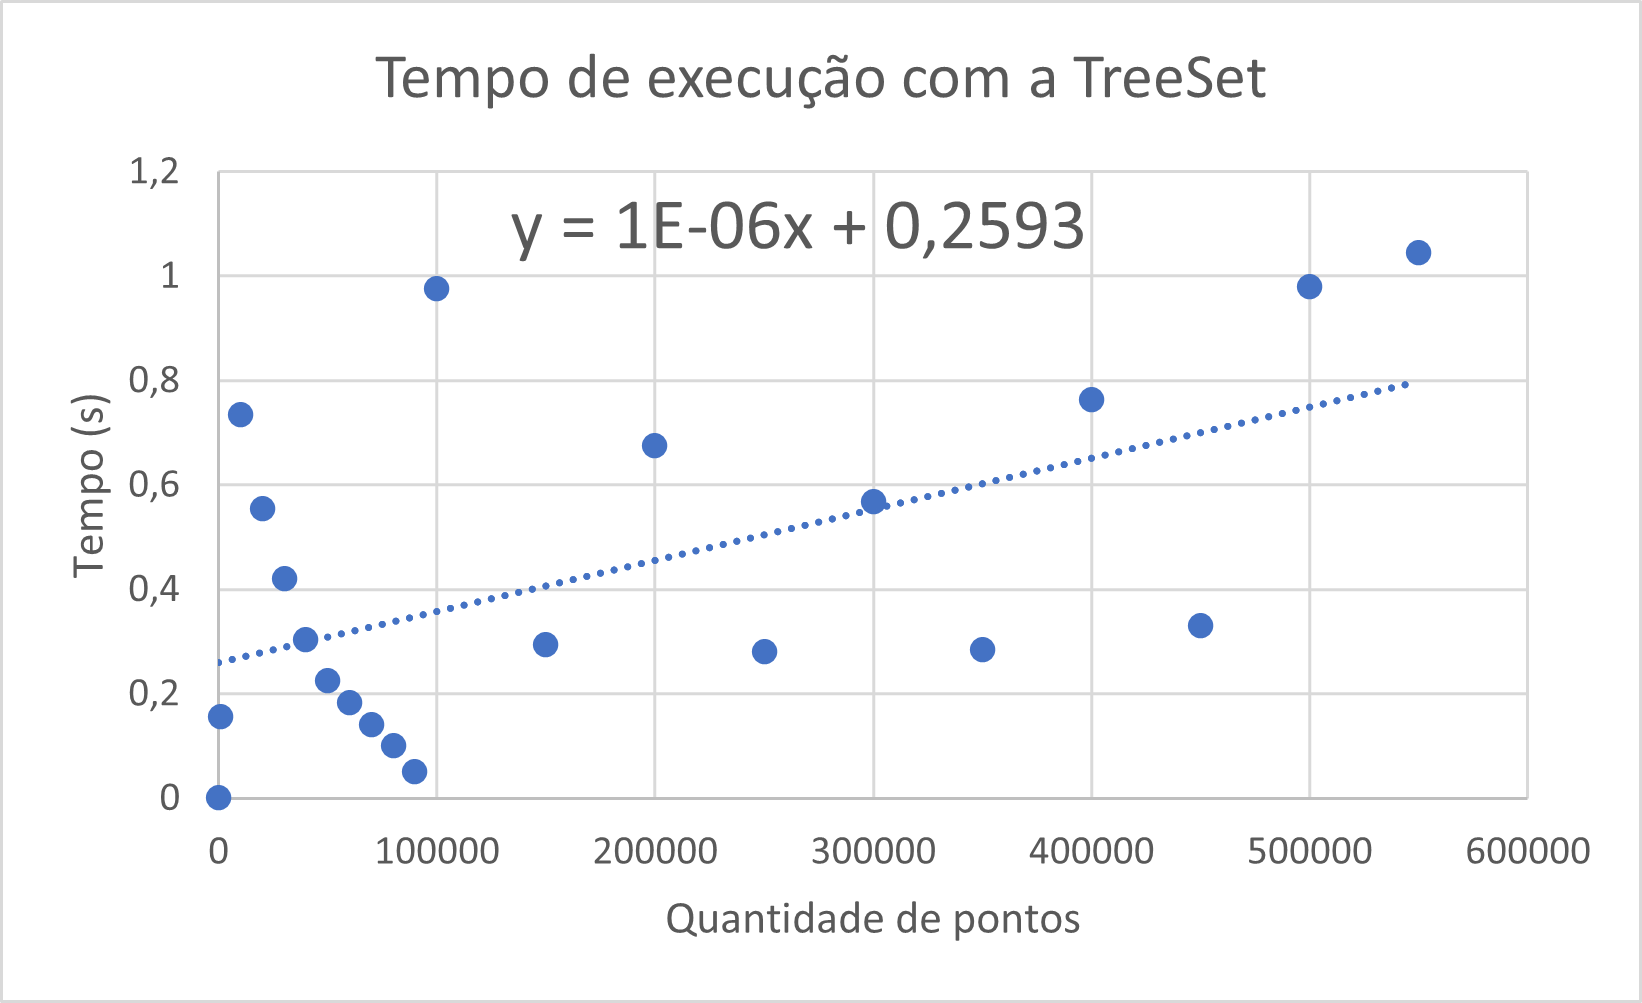 Tempo de execução com a TreeSet
y = 1E-06x + 0,2593
1,2
1
0,8
0,6
0,4
0,2
0
Tempo (s)
0 100000 200000 300000 400000 500000 600000
Quantidade de pontos